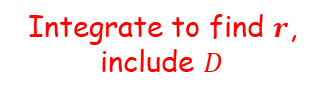 Integrate to find r,
include D